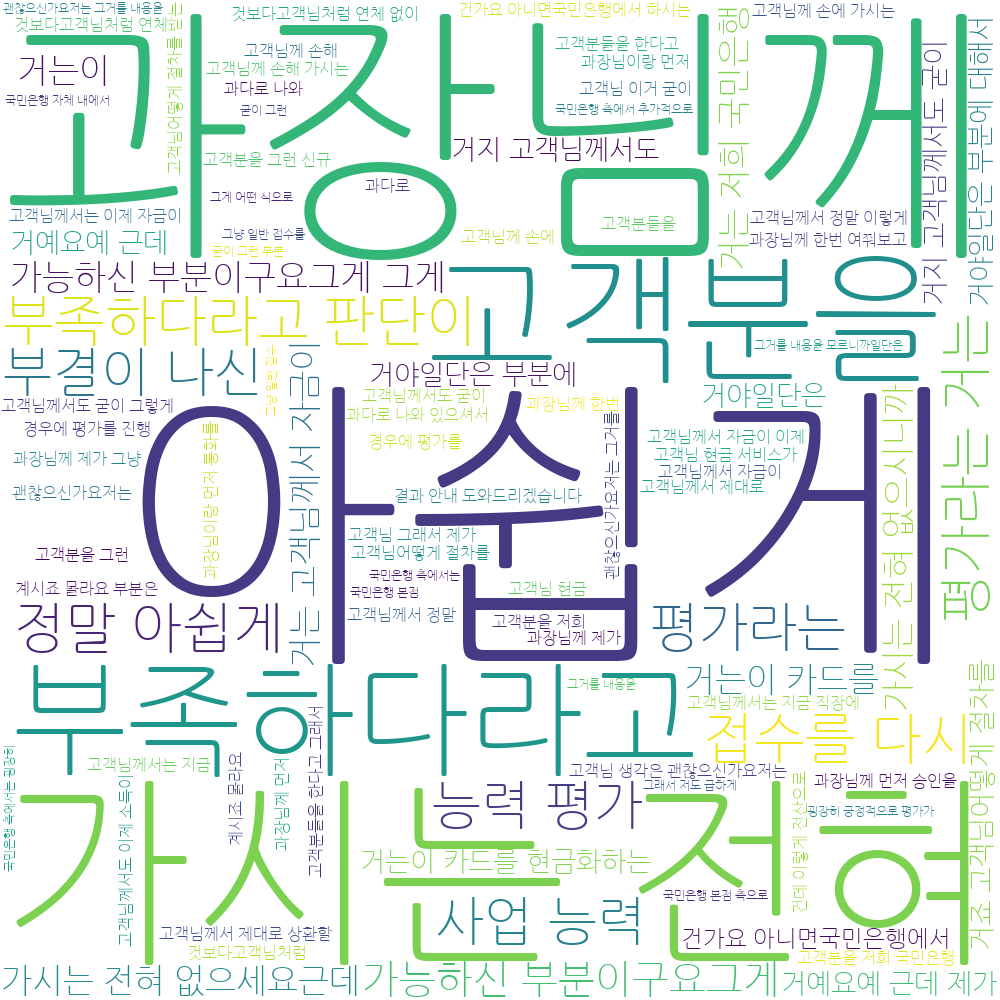 괜찮으신가요저는 그거를 내용을
것보다고객님처럼 연체는
것보다고객님처럼 연체 없이
건가요 아니면국민은행에서 하시는
고객님께 손에 가시는
과장님께
거는이
국민은행 자체 내에서
고객님어떻게 절차를 받는
고객님께 손해
고객님께 손해 가시는
과다로 나와
굳이 그런
고객분들을 한다고
과장님이랑 먼저
고객님 이거 굳이
국민은행 측에서 추가적으로
거는 저희 국민은행
거지 고객님께서도 굳이
거야일단은 부분에 대해서
거지 고객님께서도
고객분을 그런 신규
과다로
그게 어떤 식으로
고객님께서는 이제 자금이
거예요예 근데
그냥 일반 점수를
굳이 그런 부분
고객님께 손에
고객분들을
고객님께서 정말 이렇게
과장님께 한번 여쭤보고
가능하신 부분이구요그게 그게
고객분을
부족하다라고 판단이
그거를 내용을 모르니까일단은
부결이 나신
그냥 일반 점수
거는 고객님께서 자금이
거야일단은 부분에
평가라는 거는
고객님께서도 굳이 그렇게
경우에 평가를 진행
과장님께 제가 그냥
괜찮으신가요저는
아쉽게
과장님이랑 먼저 통화를
고객님께서도 굳이
과다로 나와 있으셔서
경우에 평가를
과장님께 한번
괜찮으신가요저는 그거를
거야일단은
고객님께서 자금이 이제
고객님 현금 서비스가
고객님께서 자금이
고객님께서 제대로
가시는 전혀 없으시니까
결과 안내 도와드리겠습니다
고객님 그래서 제가
고객님어떻게 절차를
고객분을 그런
국민은행 측에서는
국민은행 본점
계시죠 몰라요 부분은
고객님 현금
정말 아쉽게
고객님께서 정말
고객분을 저희
과장님께 제가
평가라는
부족하다라고
그거를 내용을
거는이 카드를
고객님께서는 지금 직장에
접수를 다시
거죠 고객님어떻게 절차를
국민은행 측에서는 굉장히
고객님께서는 지금
고객님께서도 이제 소득이
계시죠 몰라요
과장님께 먼저
고객분들을 한다고 그래서
고객님 생각은 괜찮으신가요저는
그래서 저도 급하게
과장님께 먼저 승인을
굉장히 긍정적으로 평가가
가시는 전혀
능력 평가
거는이 카드를 현금화하는
건데 이렇게 전산으로
국민은행 본점 측으로
사업 능력
고객님께서 제대로 상환할
것보다고객님처럼
건가요 아니면국민은행에서
고객분을 저희 국민은행
가시는 전혀 없으세요근데
가능하신 부분이구요그게
거예요예 근데 제가